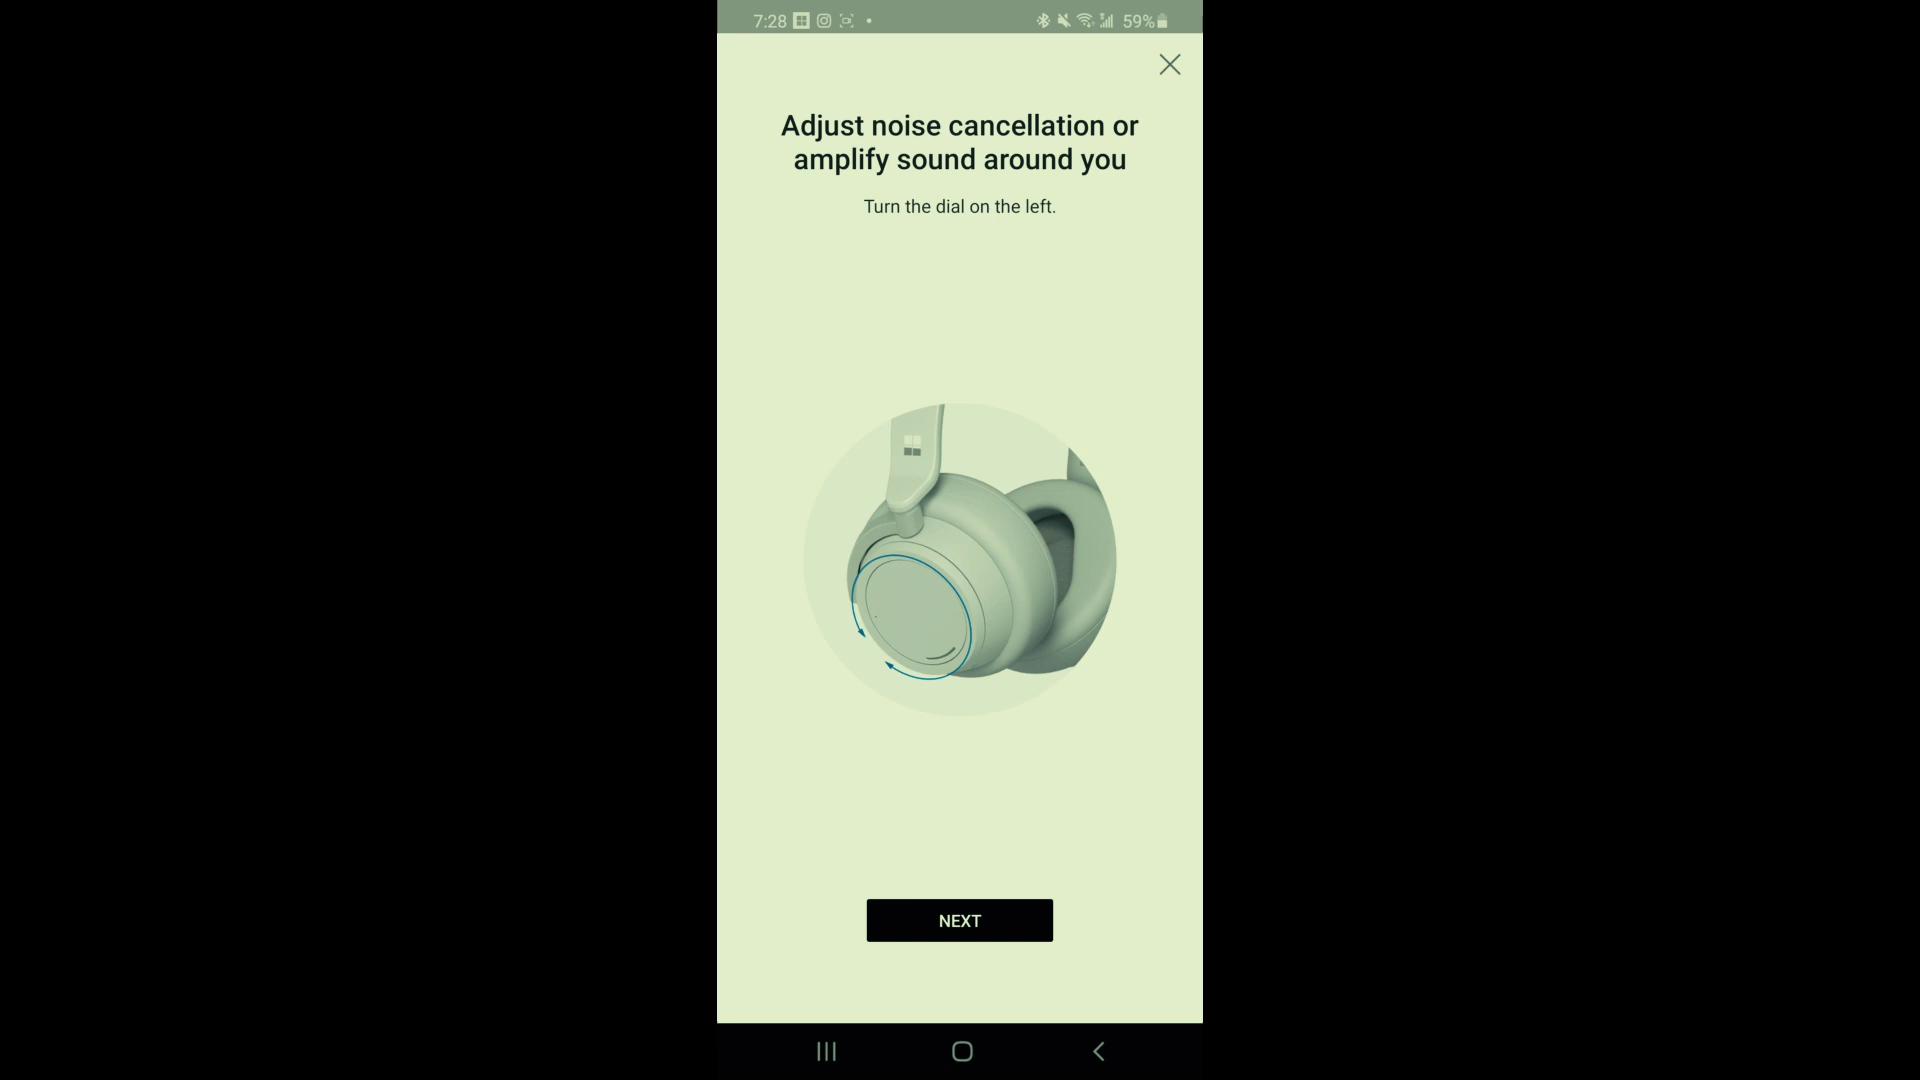 7:28
59%
Adjust noise cancellation or
amplify sound around you
Turn the dial on the left.
NEXT